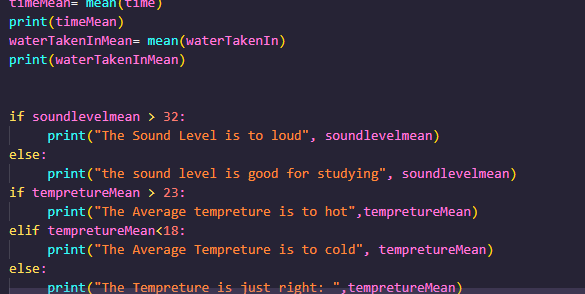 timeMean= mean(time)
print(timeMean)
waterTakenInMean= mean(waterTakenIn)
print(waterTakenInMean)
if soundlevelmean > 32:
print("The Sound Level is to loud", soundlevelmean)
else:
print("the sound level is good for studying", soundlevelmean)
if tempretureMean > 23:
print("The Average tempreture is to hot",tempretureMean)
elif tempretureMean<18:
print("The Average Tempreture is to cold", tempretureMean)
else:
print("The Tempreture is just right: ",tempretureMean)